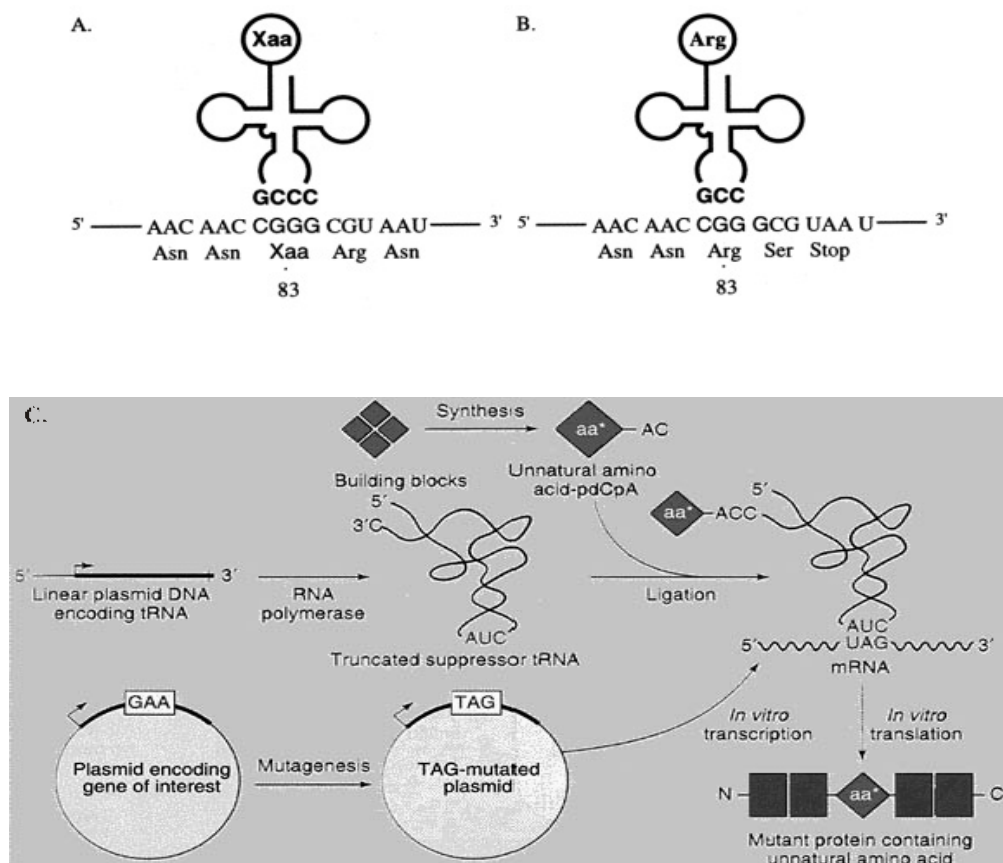 A.
Xaa
GCCC
5' AAC AAC CGGG CGU AAU 3'
Asn Asn Xaa Arg Asn
83
B.
Arg
GCC
5' AAC AAC CGG GCG UAA U 3'
Asn Asn Arg Ser Stop
83
C.
Synthesis
aa* AC
Building blocks
Unnatural amino
acid-pdCpA
5′
3′C
aa* ACC
5′
5′ 3′
Linear plasmid DNA
encoding tRNA
RNA
polymerase
Ligation
AUC
Truncated suppressor tRNA
AUC
5′ UAG 3′
mRNA
GAA
Plasmid encoding
gene of interest
Mutagenesis
TAG
TAG-mutated
plasmid
In vitro
transcription
In vitro
translation
N aa* C
Mutant protein containing
unnatural amino acid